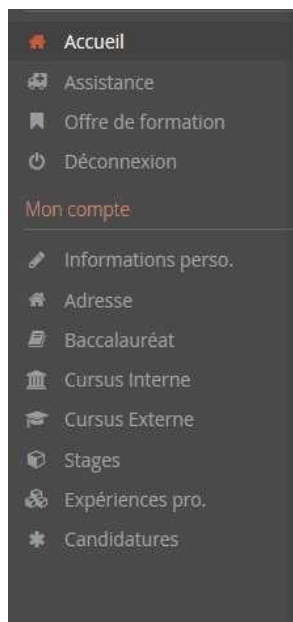 Accueil
Assistance
Offre de formation
Déconnexion
Mon compte
Informations perso.
Adresse
Baccalauréat
Cursus Interne
Cursus Externe
Stages
Expériences pro.
Candidatures